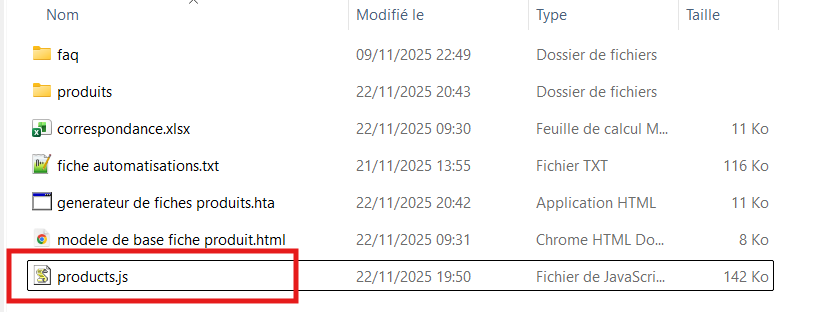 Nom Modifié le Type Taille
faq 09/11/2025 22:49 Dossier de fichiers
produits 22/11/2025 20:43 Dossier de fichiers
correspondance.xlsx 22/11/2025 09:30 Feuille de calcul M... 11 Ko
fiche automatisations.txt 21/11/2025 13:55 Fichier TXT 116 Ko
generateur de fiches produits.hta 22/11/2025 20:42 Application HTML 11 Ko
modele de base fiche produit.html 22/11/2025 09:31 Chrome HTML Do... 8 Ko
products.js 22/11/2025 19:50 Fichier de JavaScri... 142 Ko